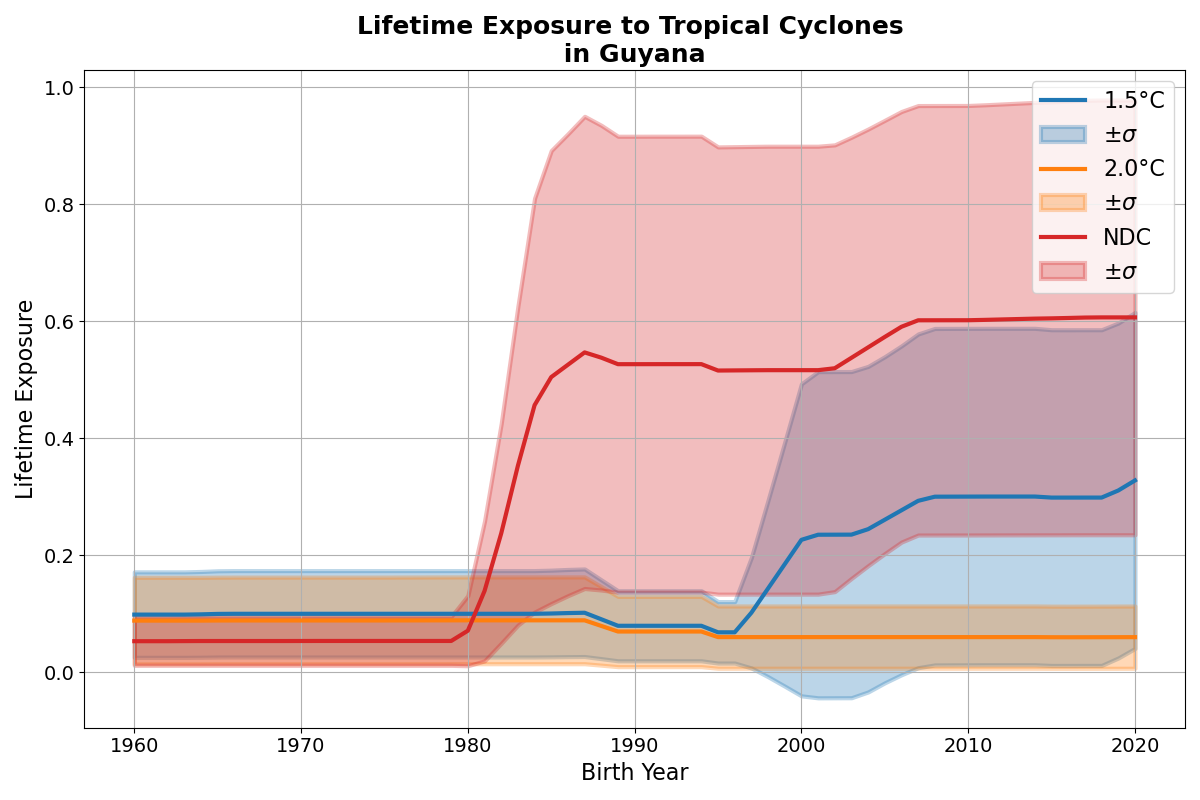 Lifetime Exposure to Tropical Cyclones
in Guyana
1.0
0.8
0.6
0.4
0.2
0.0
Lifetime Exposure
1960
1970
1980
1990
2000
2010
2020
Birth Year
1.5°C
±σ
2.0°C
±σ
NDC
±σ